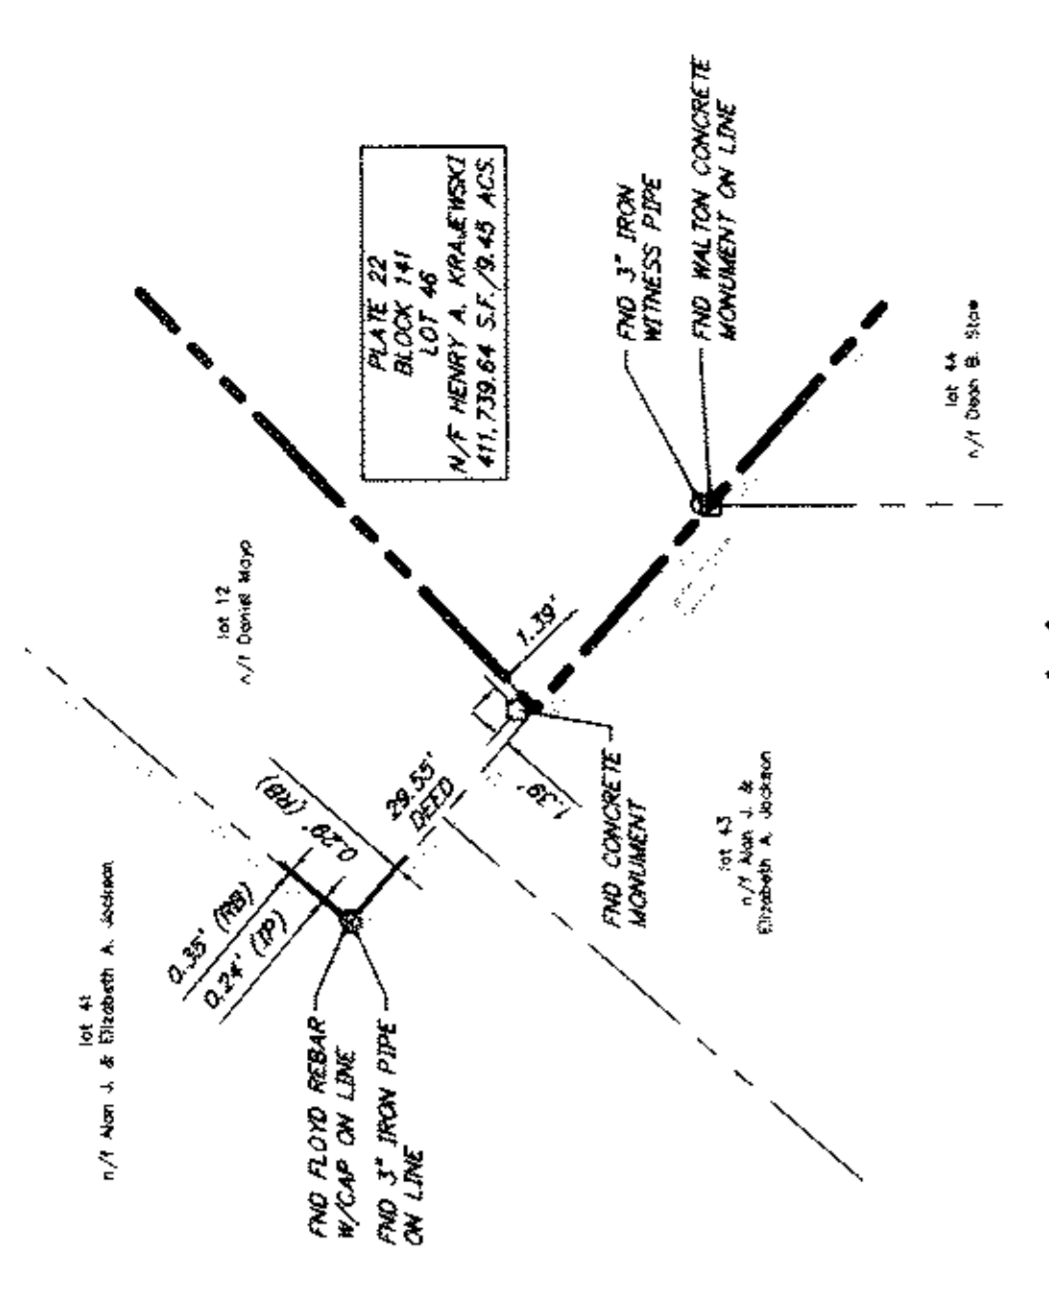 PLATE 22
BLOCK 141
LOT 46
N/F HENRY A. KRAJEWSKI
411,739.64 S.F./9.45 ACS.
FND 3" IRON
WITNESS PIPE
FND WALTON CONCRETE
MONUMENT ON LINE
lot 44
n/f Dean B.
lot 12
n/f Daniel Mayo
1.39'
1.39'
29.55'
DEED
0.29' (RB)
0.35' (RB)
0.24' (IP)
FND CONCRETE
MONUMENT
lot 43
n/f Alan J. &
Elizabeth A. Jackson
lot 41
n/f Alan J. & Elizabeth A. Jackson
FND FLOYD REBAR
W/CAP ON LINE
FND 3" IRON PIPE
ON LINE